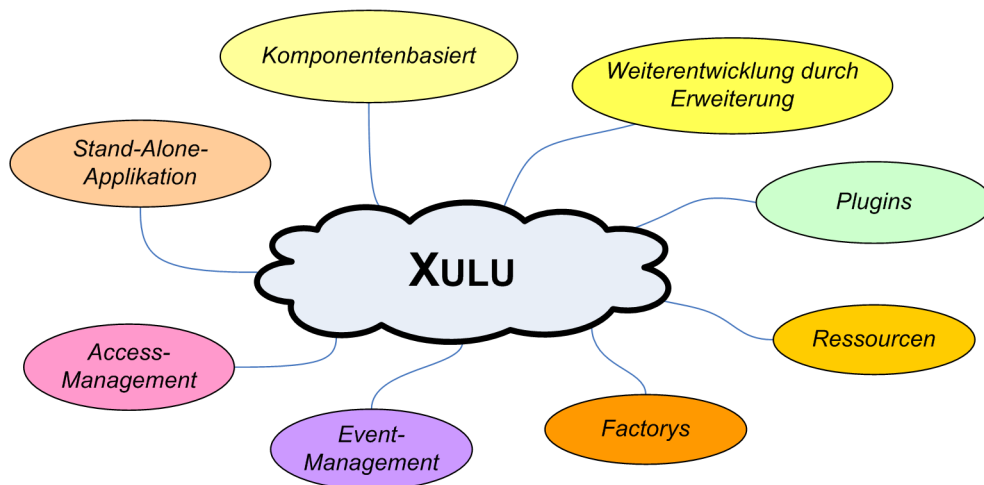 Komponentenbasiert
Weiterentwicklung durch
Erweiterung
Stand-Alone-
Applikation
Plugins
XULU
Ressourcen
Access-
Management
Factorys
Event-
Management